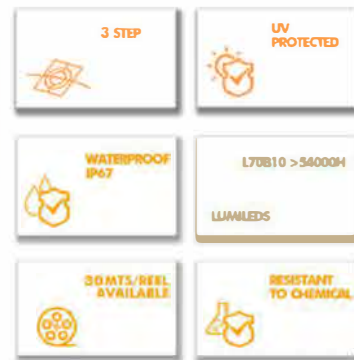 3 STEP
UV
PROTECTED
WATERPROOF
IP67
L70B10 >54000H
LUMILEDS
30 MTS/REEL
AVAILABLE
RESISTANT
TO CHEMICAL